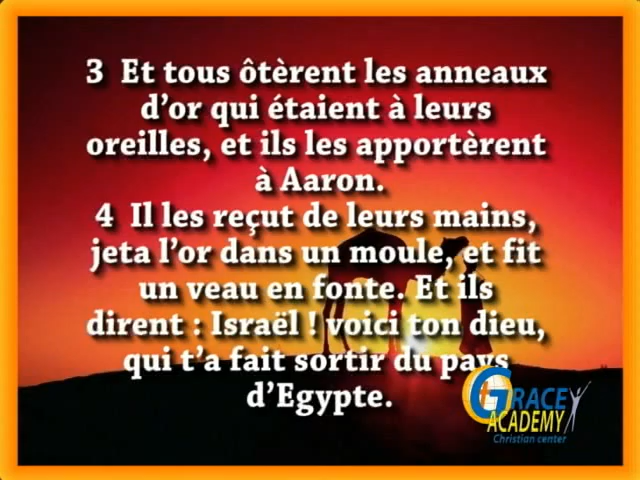 3 Et tous ôtèrent les anneaux
d’or qui étaient à leurs
oreilles, et ils les apportèrent
à Aaron.
4 Il les reçut de leurs mains,
jeta l’or dans un moule, et fit
un veau en fonte. Et ils
dirent : Israël ! voici ton dieu,
qui t’a fait sortir du pays
d’Egypte.
GRACE
ACADEMY
Christian center